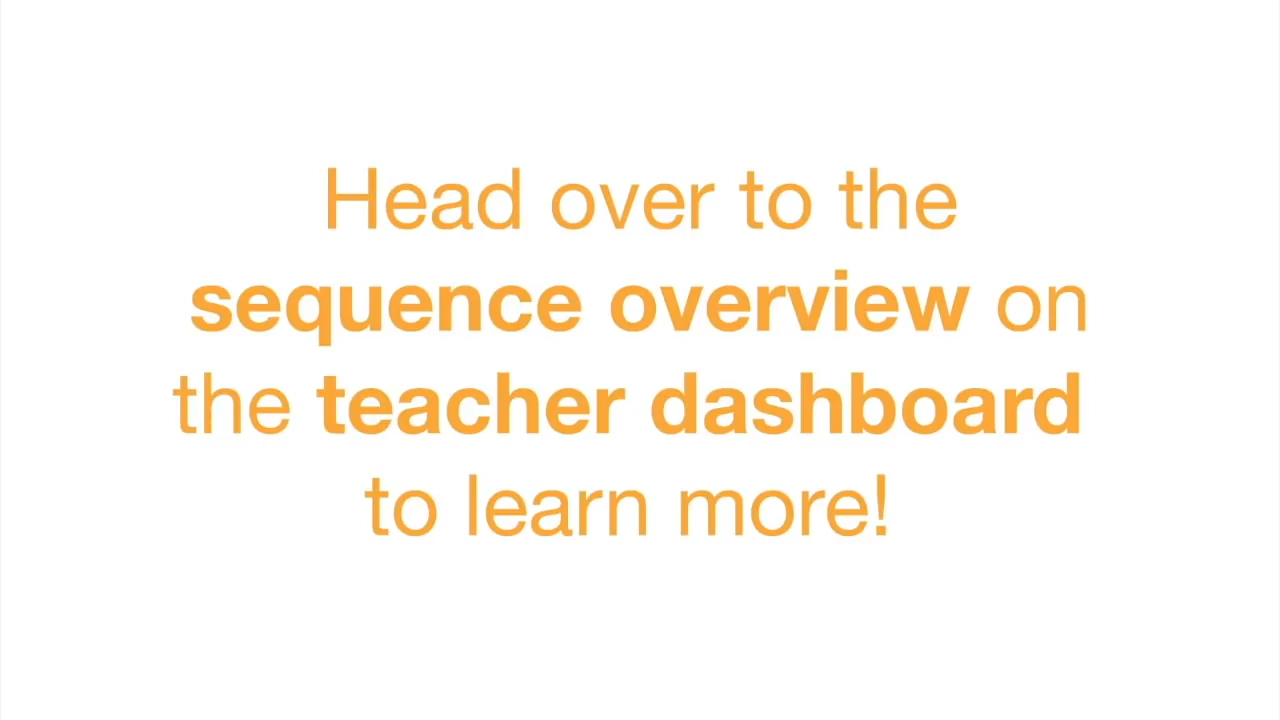 Head over to the
sequence overview on
the teacher dashboard
to learn more!